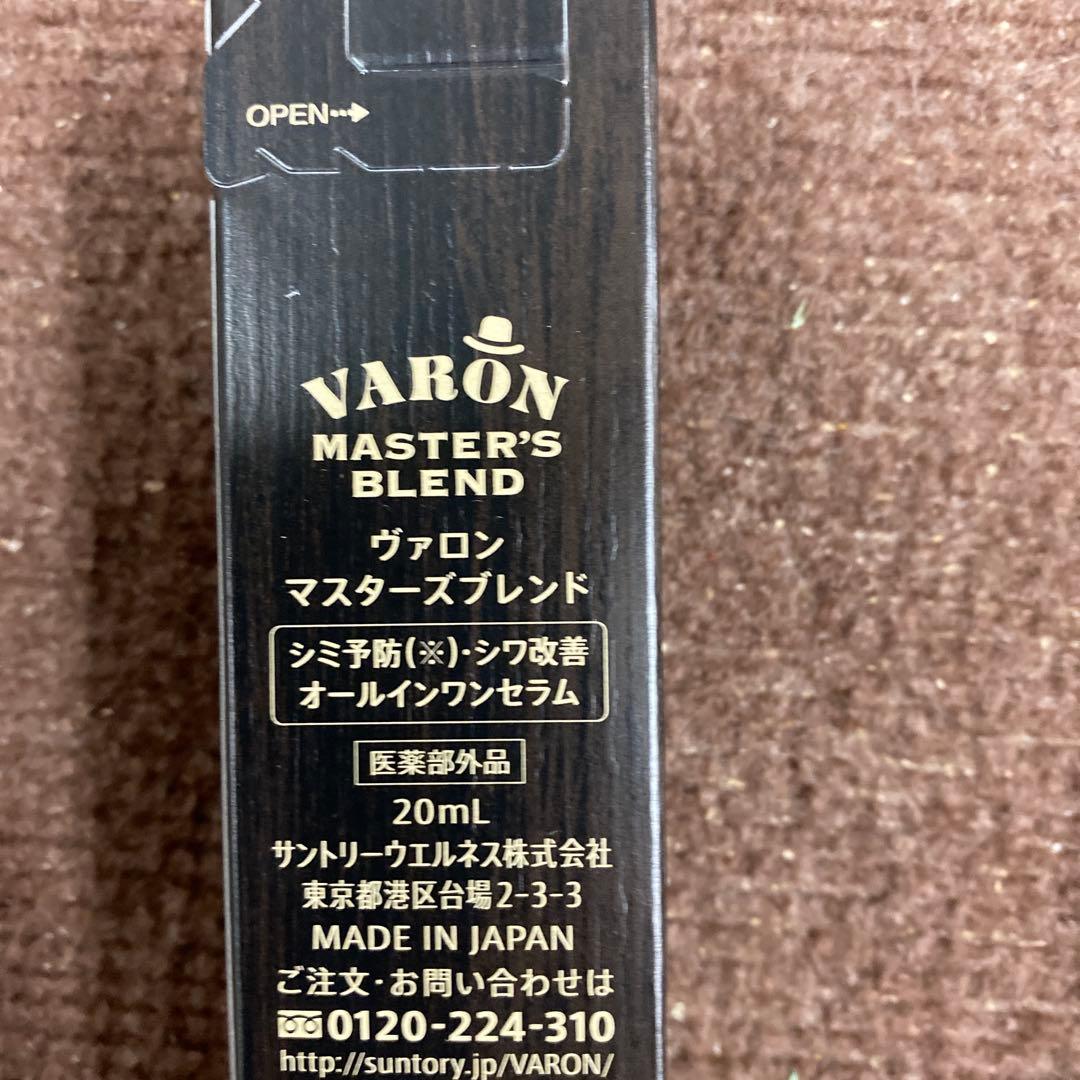 OPEN
VARON
MASTER'S
BLEND
ヴァロン
マスターズブレンド
シミ予防(※)・シワ改善
オールインワンセラム
医薬部外品
20mL
サントリーウエルネス株式会社
東京都港区台場2-3-3
MADE IN JAPAN
ご注文・お問い合わせは
0120-224-310
http://suntory.jp/VARON/